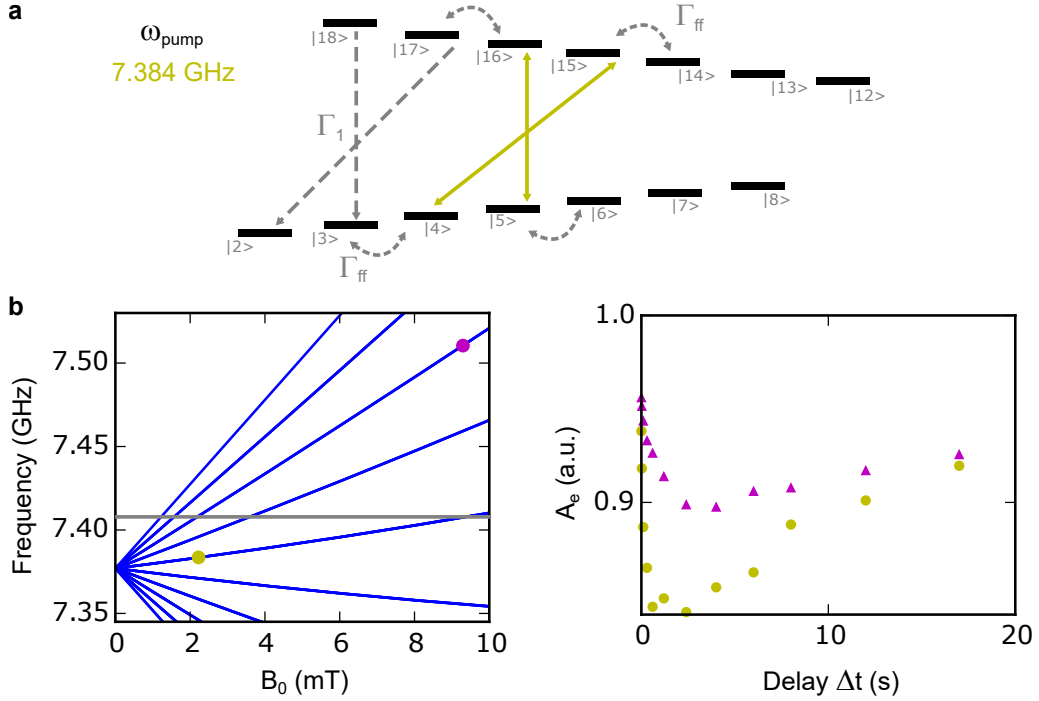 a
ω_pump
7.384 GHz
|18>
|17>
|16>
|15>
|14>
|13>
|12>
Γ_ff
Γ_1
|2>
|3>
|4>
|5>
|6>
|7>
|8>
Γ_ff
b
Frequency (GHz)
7.50
7.45
7.40
7.35
0
2
4
6
8
10
B_0 (mT)
A_e (a.u.)
1.0
0.9
0
10
20
Delay Δt (s)